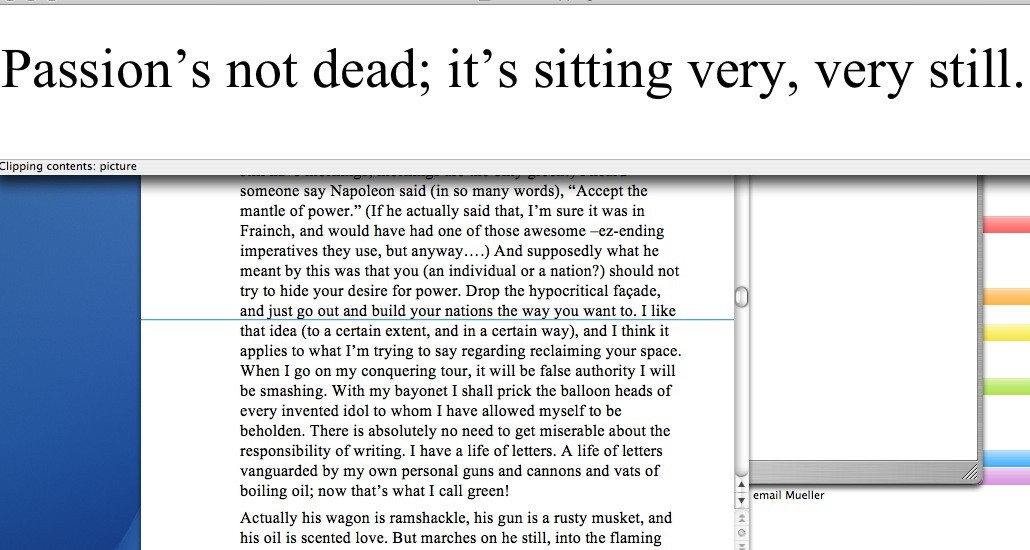 Passion’s not dead; it’s sitting very, very still.
Clipping contents: picture
someone say Napoleon said (in so many words), “Accept the
mantle of power.” (If he actually said that, I’m sure it was in
Frainch, and would have had one of those awesome –ez-ending
imperatives they use, but anyway….) And supposedly what he
meant by this was that you (an individual or a nation?) should not
try to hide your desire for power. Drop the hypocritical façade,
and just go out and build your nations the way you want to. I like
that idea (to a certain extent, and in a certain way), and I think it
applies to what I’m trying to say regarding reclaiming your space.
When I go on my conquering tour, it will be false authority I will
be smashing. With my bayonet I shall prick the balloon heads of
every invented idol to whom I have allowed myself to be
beholden. There is absolutely no need to get miserable about the
responsibility of writing. I have a life of letters. A life of letters
vanguarded by my own personal guns and cannons and vats of
boiling oil; now that’s what I call green!
email Mueller
Actually his wagon is ramshackle, his gun is a rusty musket, and
his oil is scented love. But marches on he still, into the flaming